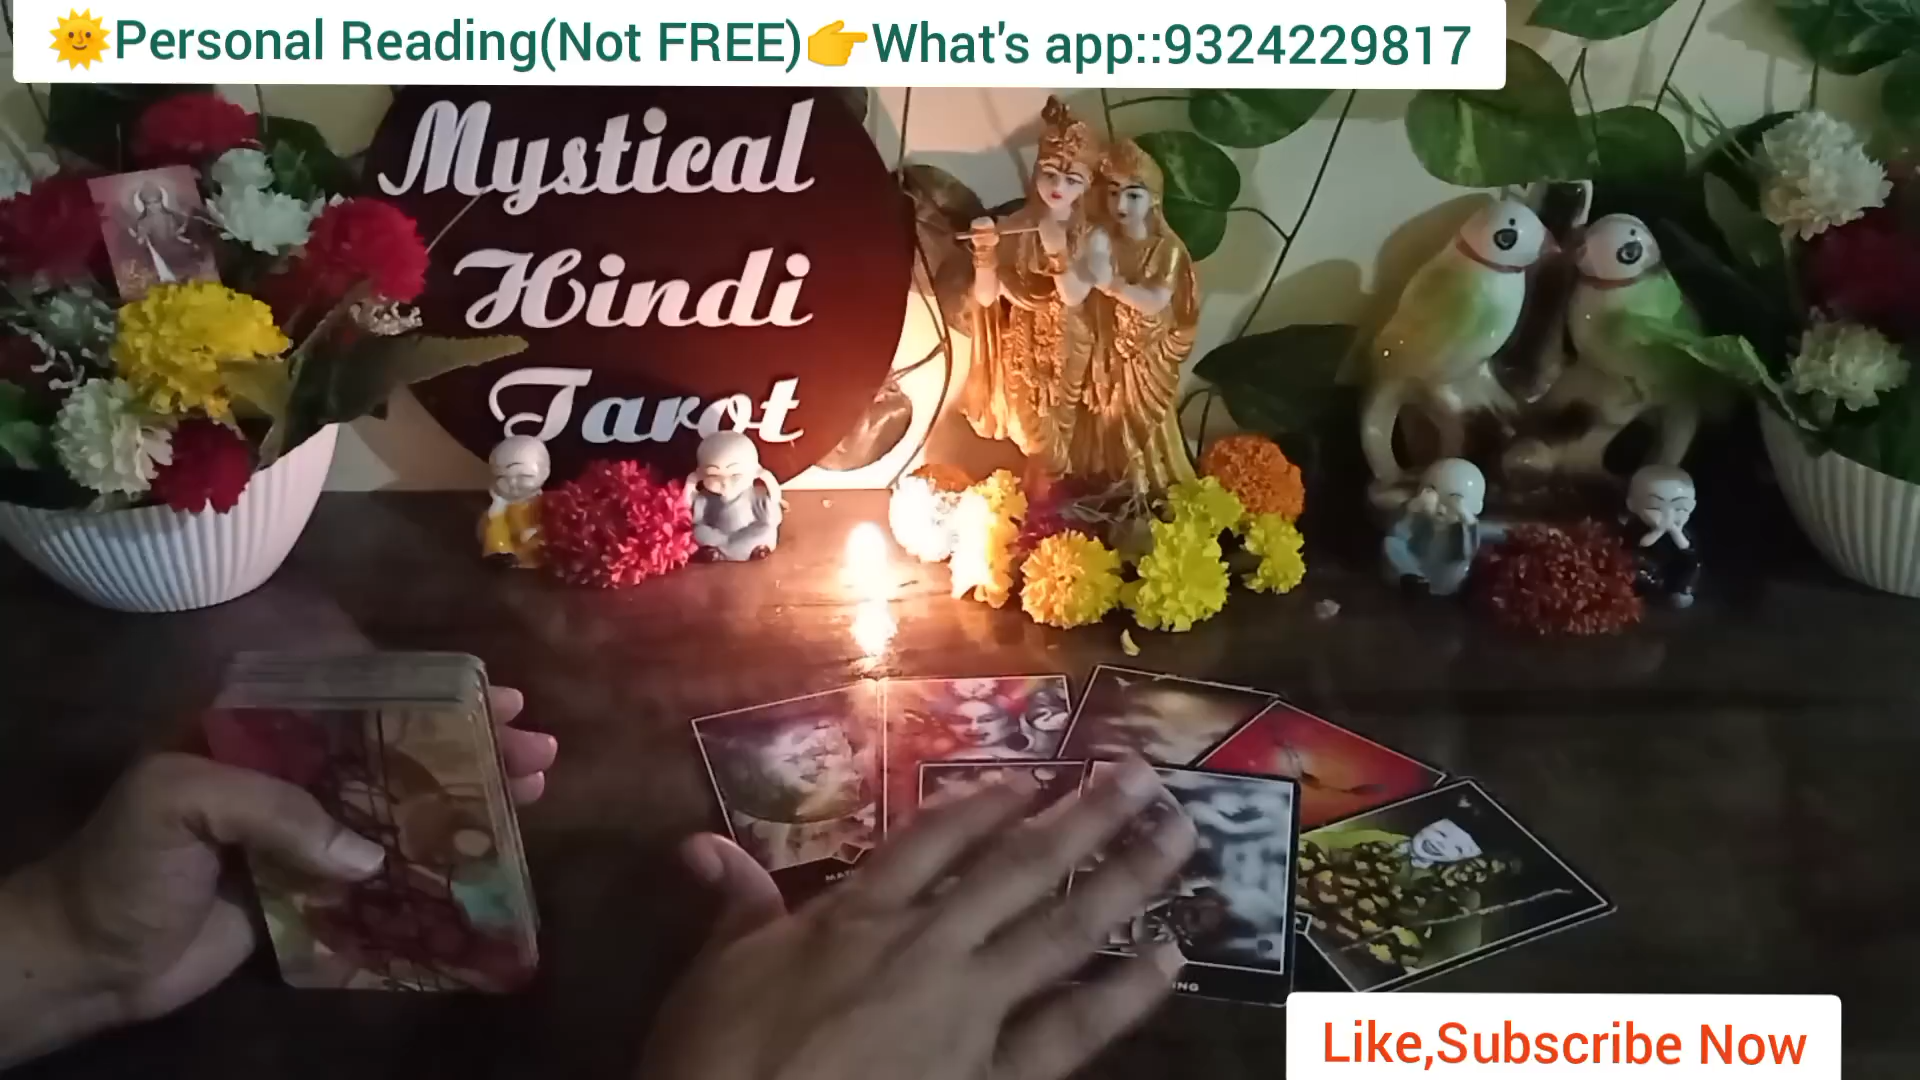 🌞Personal Reading(Not FREE)👉What's app::9324229817
Mystical
Hindi
Tarot
Like,Subscribe Now